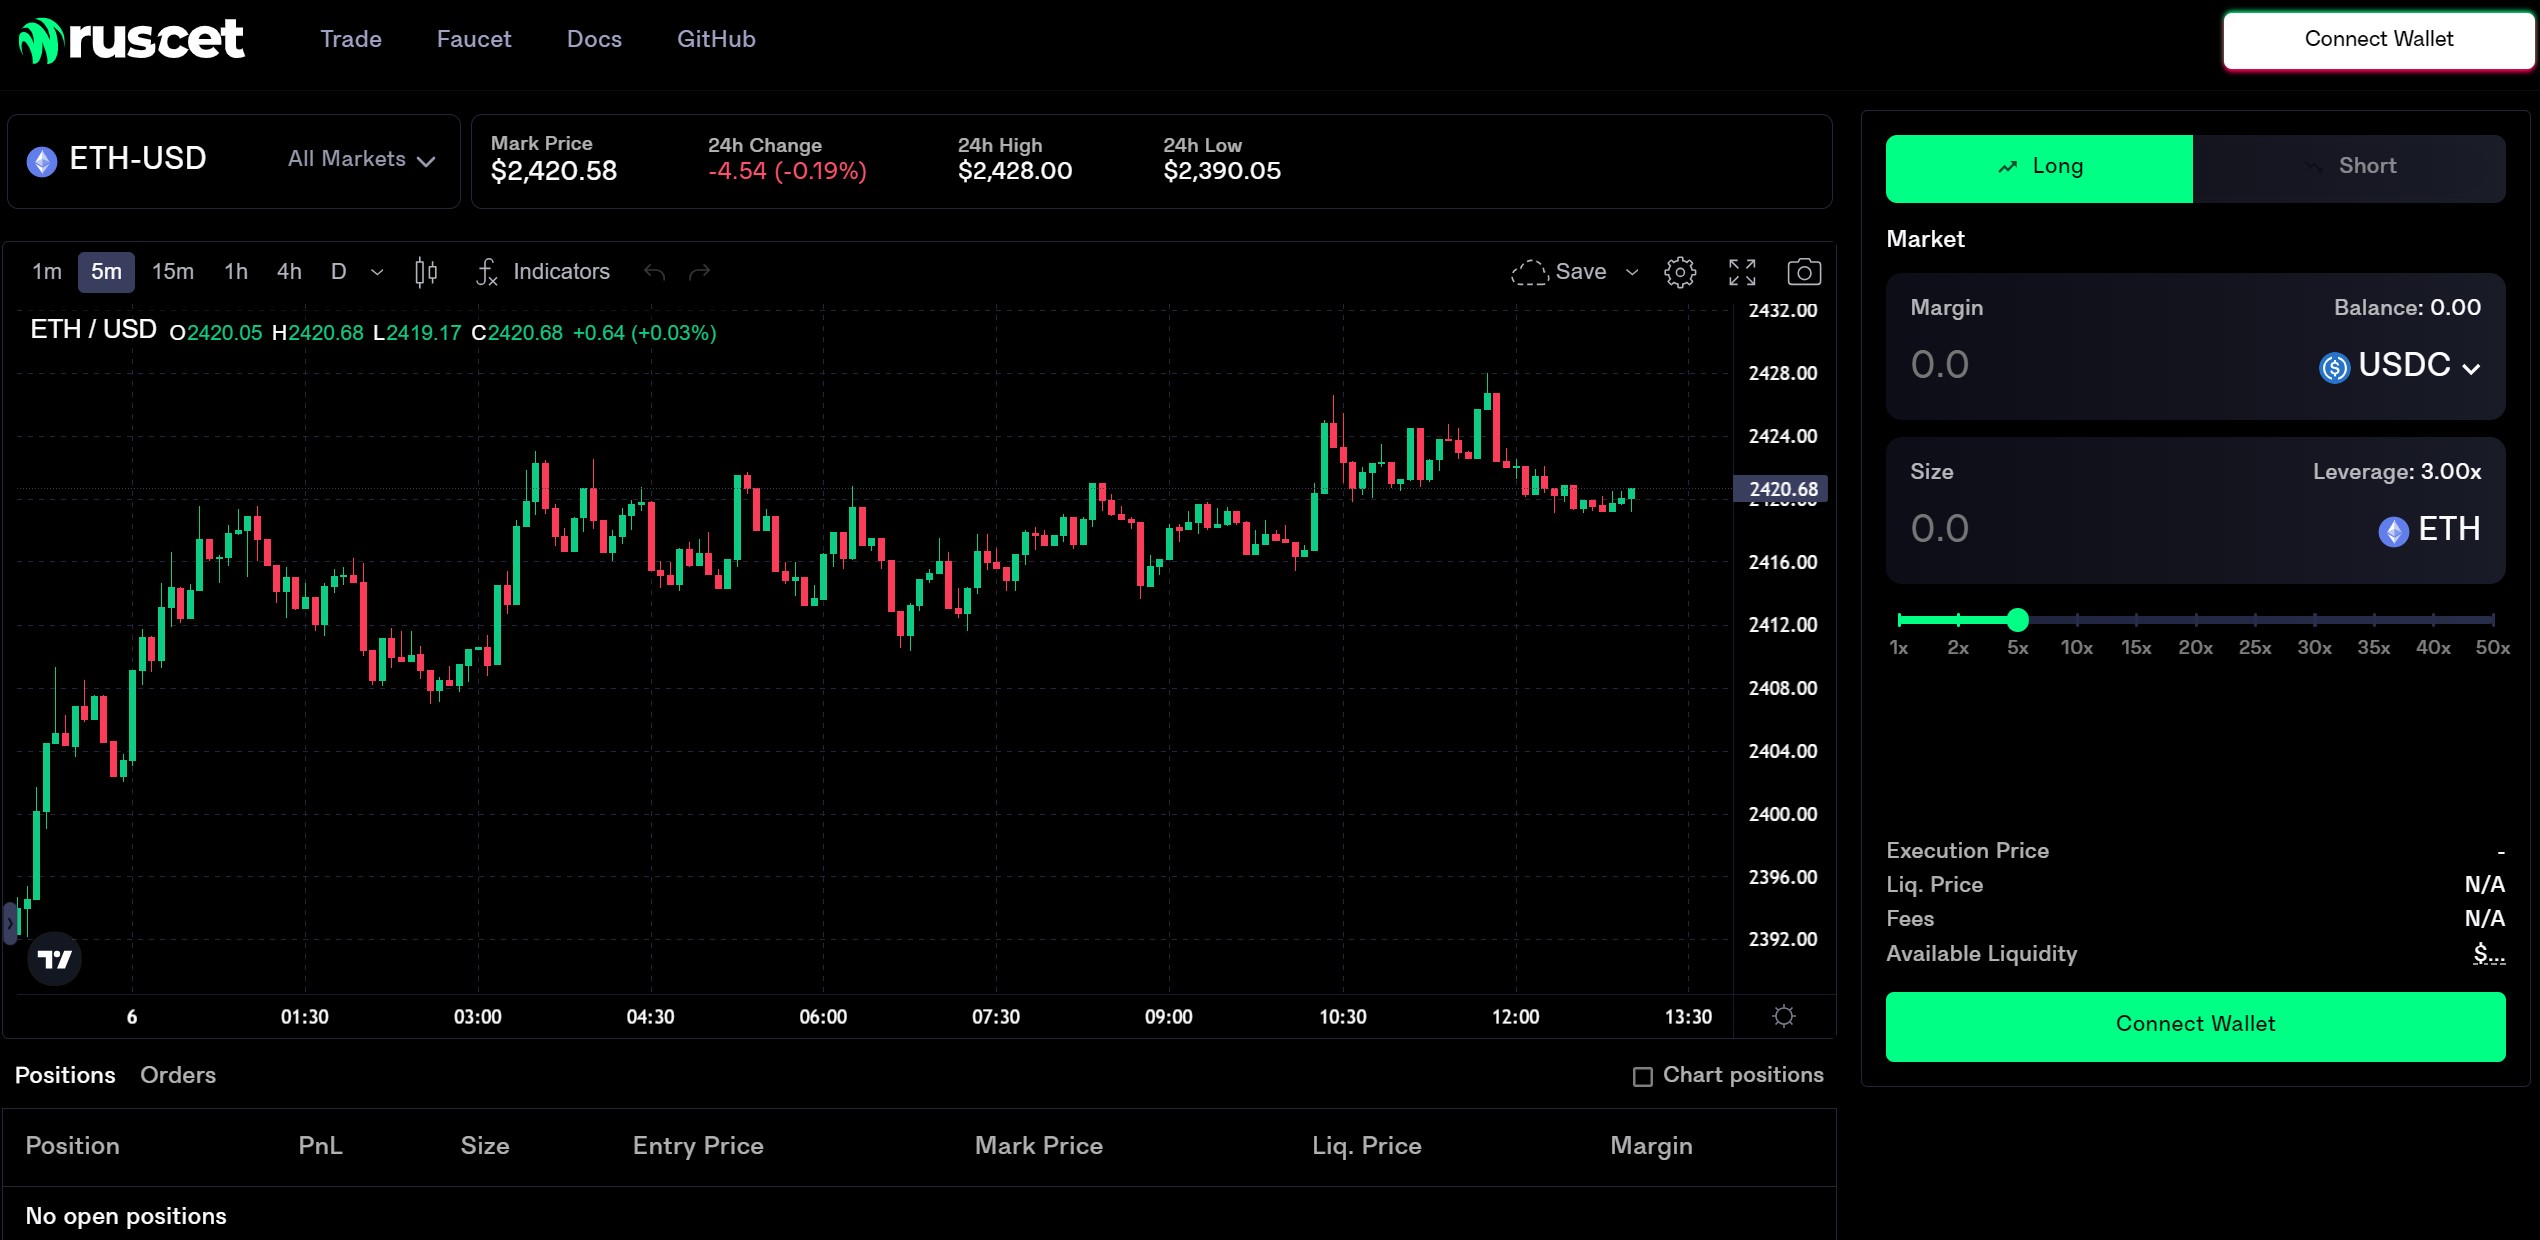 ruscet Trade Faucet Docs GitHub Connect Wallet
ETH-USD All Markets
Mark Price 24h Change 24h High 24h Low
$2,420.58 -4.54 (-0.19%) $2,428.00 $2,390.05
Long Short
Market
Margin Balance: 0.00
0.0 USDC
Size Leverage: 3.00x
0.0 ETH
1x 2x 5x 10x 15x 20x 25x 30x 35x 40x 50x
Execution Price -
Liq. Price N/A
Fees N/A
Available Liquidity $...
Connect Wallet
1m 5m 15m 1h 4h D Indicators Save
ETH / USD O2420.05 H2420.68 L2419.17 C2420.68 +0.64 (+0.03%)
2432.00
2428.00
2424.00
2420.68
2416.00
2412.00
2408.00
2404.00
2400.00
2396.00
2392.00
6 01:30 03:00 04:30 06:00 07:30 09:00 10:30 12:00 13:30
Positions Orders Chart positions
Position PnL Size Entry Price Mark Price Liq. Price Margin
No open positions